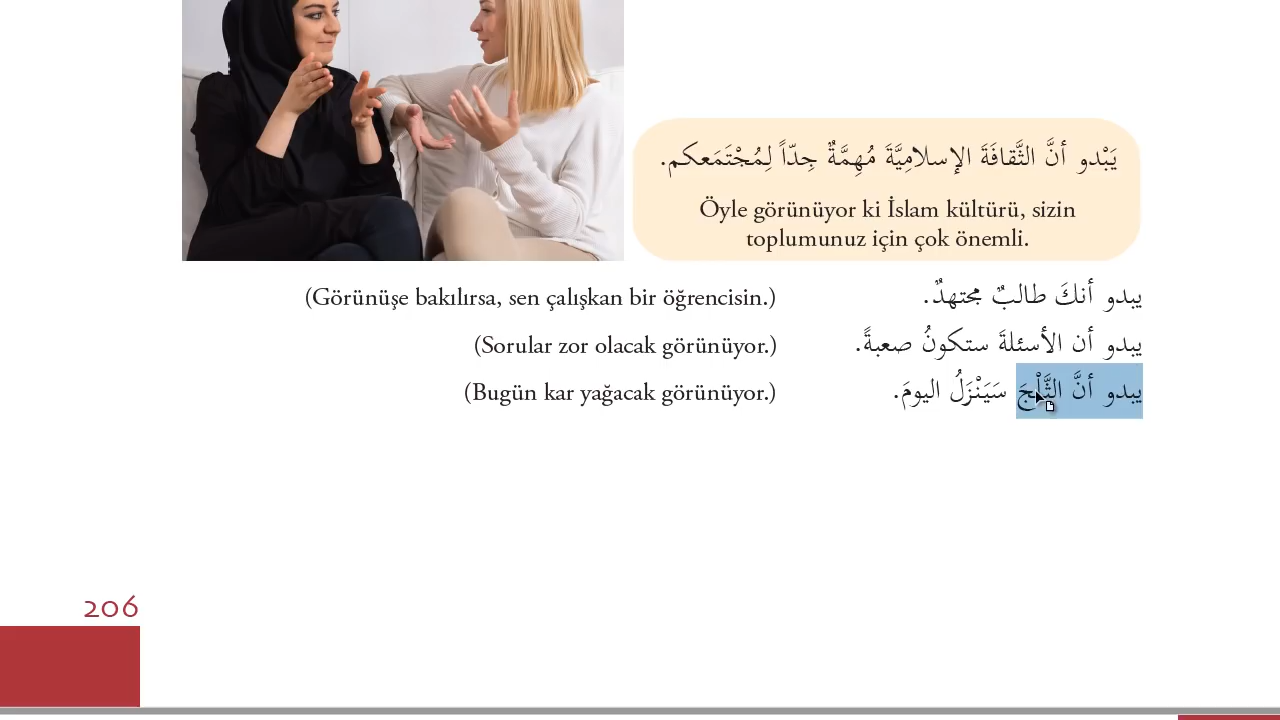 يَبْدو أنَّ الثَّقافَةَ الإسلامِيَّةَ مُهِمَّةٌ جِدّاً لِمُجْتَمَعكم.
Öyle görünüyor ki İslam kültürü, sizin
toplumunuz için çok önemli.
يبدو أنكَ طالبٌ مجتهدٌ. (Görünüşe bakılırsa, sen çalışkan bir öğrencisin.)
يبدو أن الأسئلةَ ستكونُ صعبةً. (Sorular zor olacak görünüyor.)
يبدو أنَّ الثَّلْجَ سَيَنْزَلُ اليومَ. (Bugün kar yağacak görünüyor.)
206